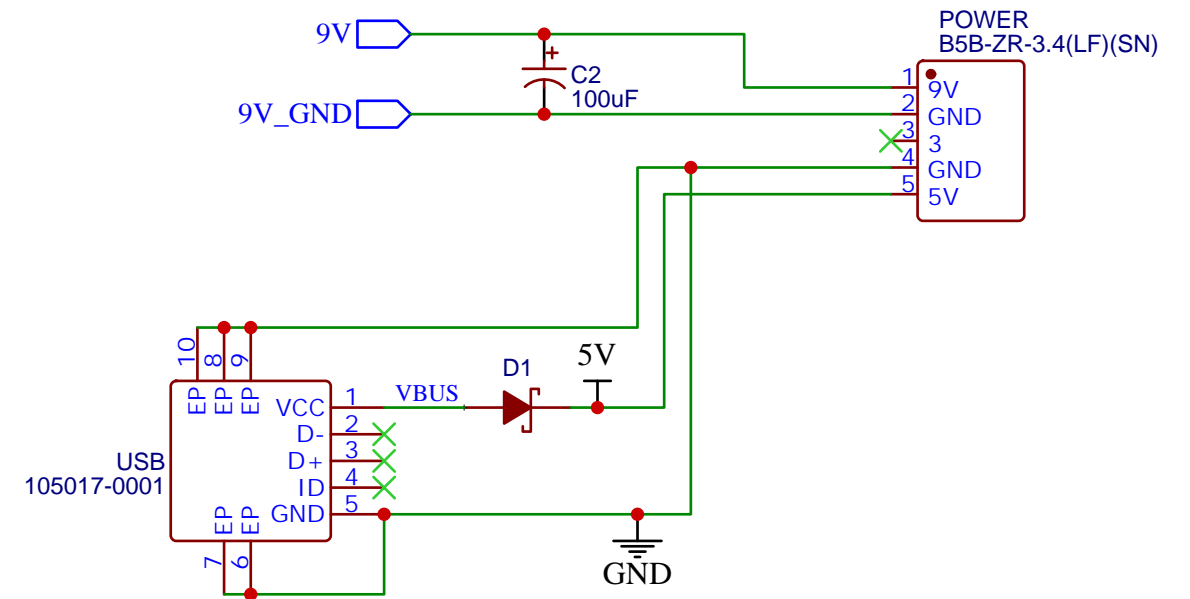 POWER
B5B-ZR-3.4(LF)(SN)
9V
+
C2
100uF
9V_GND
1
9V
2
GND
3
3
4
GND
5
5V
10
8
9
EP
EP
EP
USB
105017-0001
VCC
1
D-
2
D+
3
ID
4
GND
5
EP
EP
7
6
VBUS
D1
5V
GND